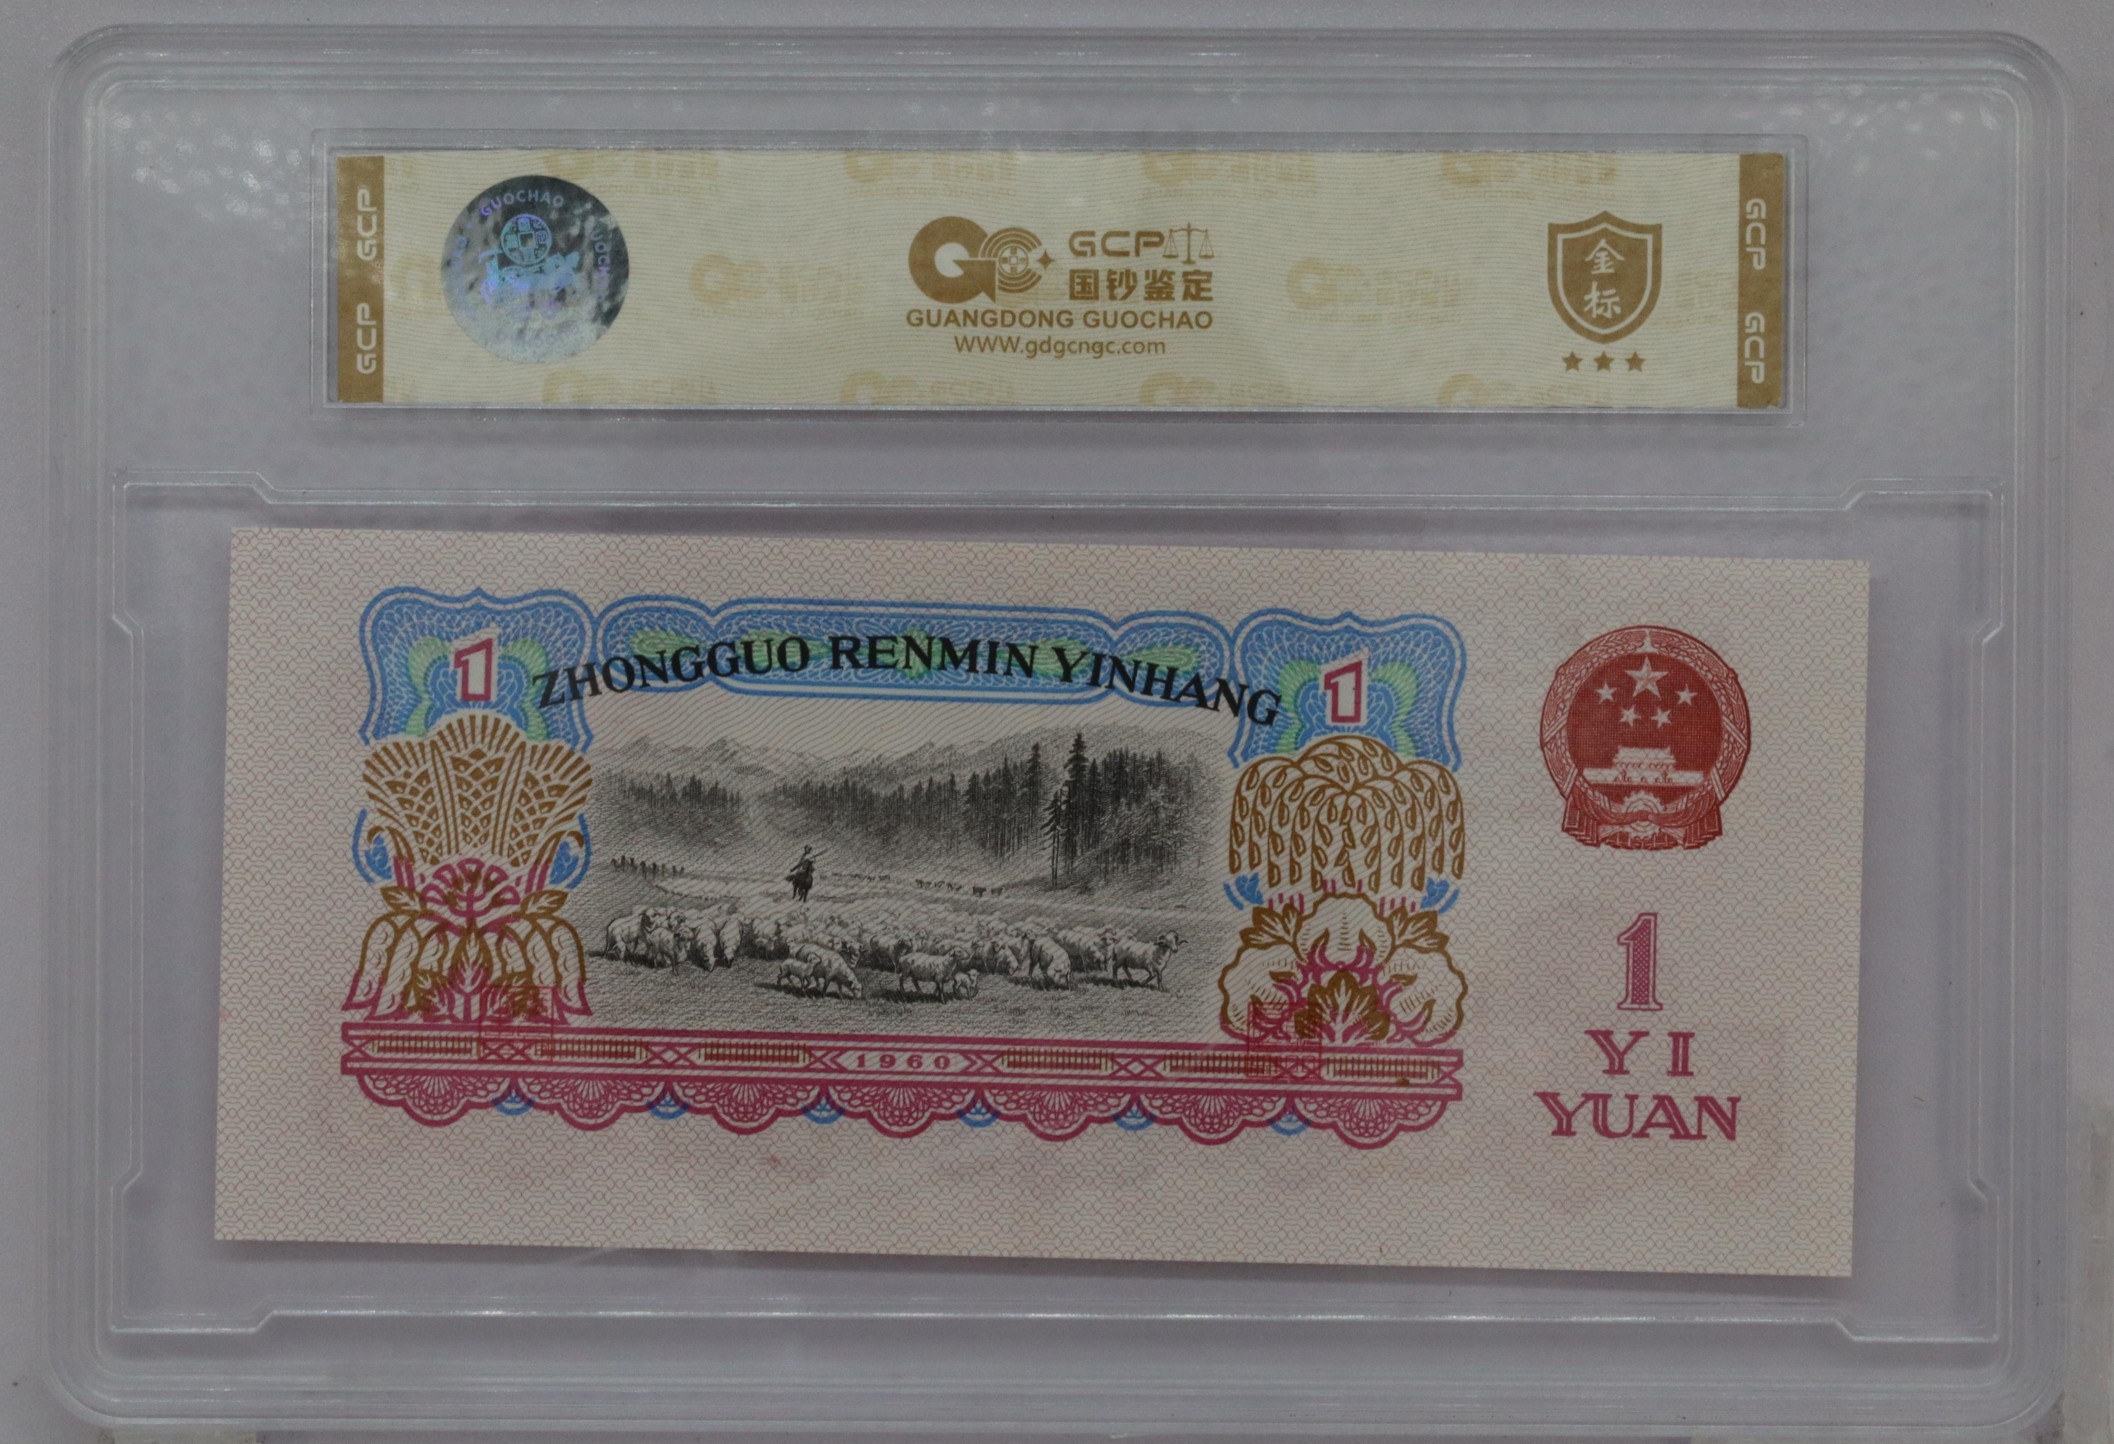 GCP GCP
GUOCHAO
GCP
国钞鉴定
GUANGDONG GUOCHAO
WWW.gdgcngc.com
金标
GCP GCP
1
ZHONGGUO RENMIN YINHANG
1
1960
1
YI
YUAN